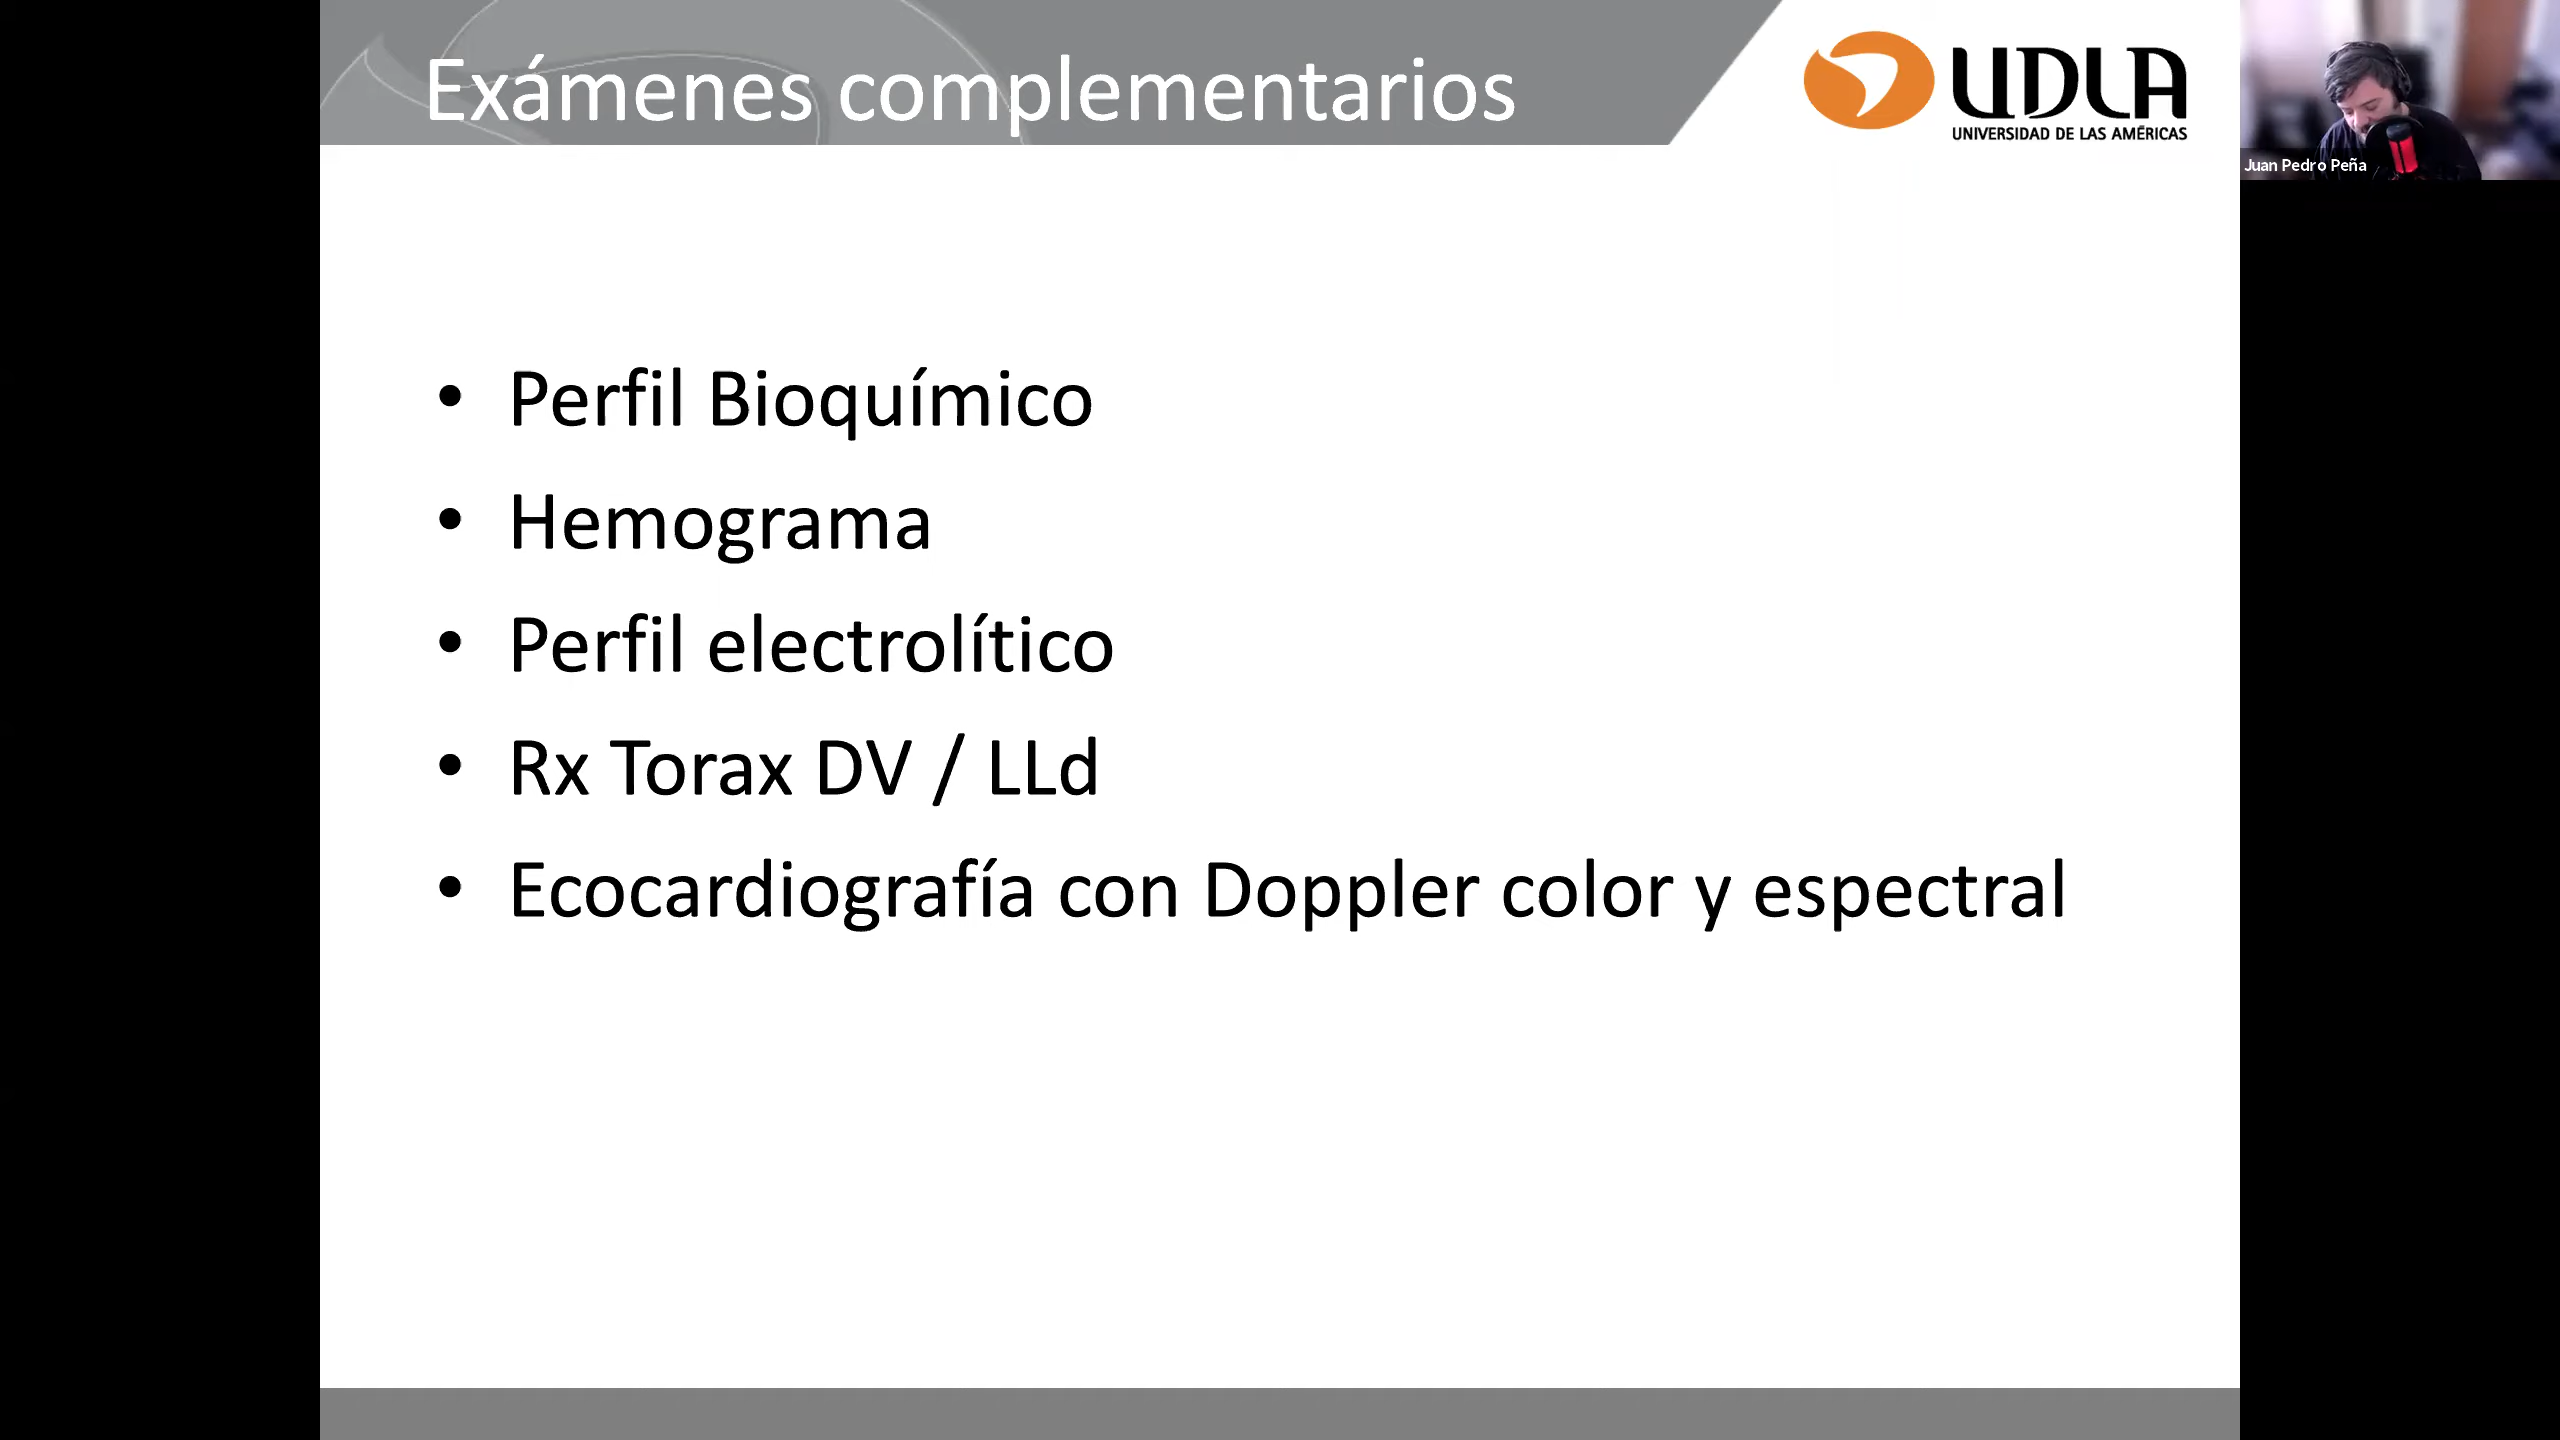 Exámenes complementarios
UDLA
UNIVERSIDAD DE LAS AMÉRICAS
Juan Pedro Peña
• Perfil Bioquímico
• Hemograma
• Perfil electrolítico
• Rx Torax DV / LLd
• Ecocardiografía con Doppler color y espectral